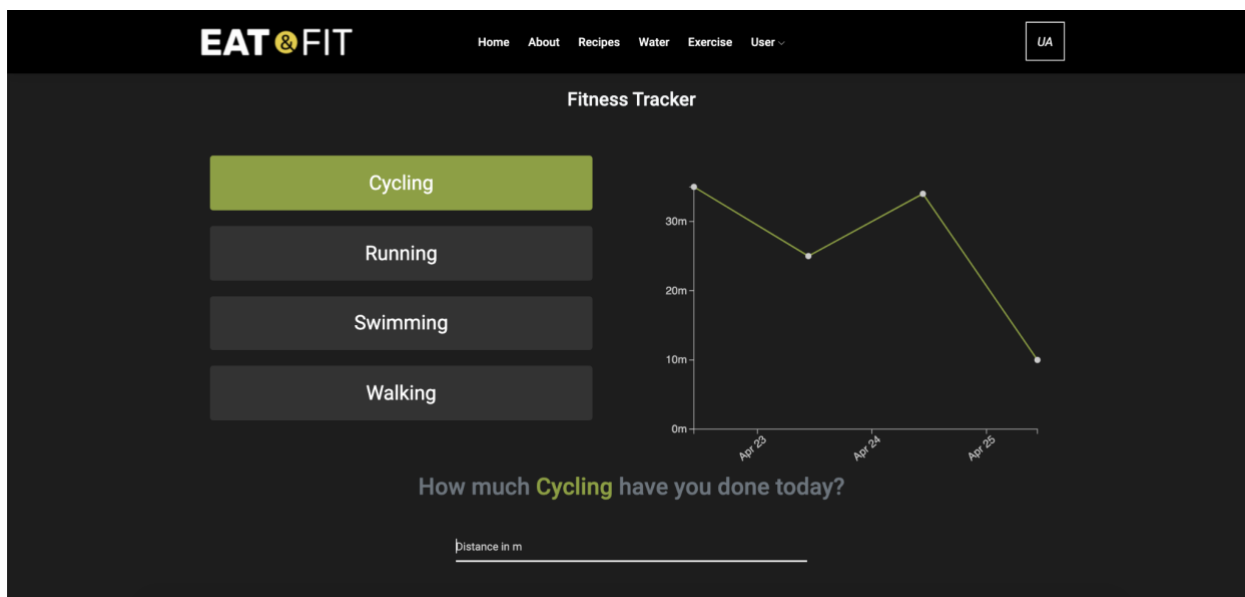 EAT & FIT
Home About Recipes Water Exercise User
UA
Fitness Tracker
Cycling
Running
Swimming
Walking
30m
20m
10m
0m
Apr 23
Apr 24
Apr 25
How much Cycling have you done today?
Distance in m